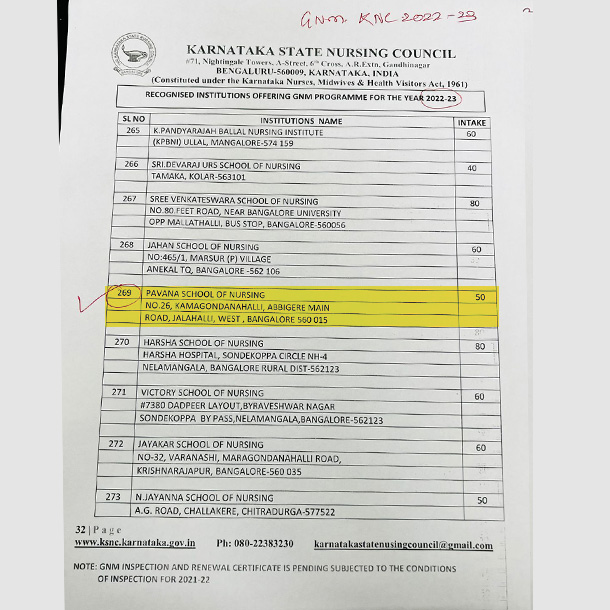 GNM. KNC 2022-23
KARNATAKA STATE NURSING COUNCIL
#71, Nightingale Towers, A-Street, 6th Cross, A.R.Extn, Gandhinagar
BENGALURU-560009, KARNATAKA, INDIA
(Constituted under the Karnataka Nurses, Midwives & Health Visitors Act, 1961)
RECOGNISED INSTITUTIONS OFFERING GNM PROGRAMME FOR THE YEAR 2022-23
SL NO INSTITUTIONS NAME INTAKE
265 K.PANDYARAJAH BALLAL NURSING INSTITUTE 60
(KPBNI) ULLAL, MANGALORE-574 159
266 SRI.DEVARAJ URS SCHOOL OF NURSING 40
TAMAKA, KOLAR-563101
267 SREE VENKATESWARA SCHOOL OF NURSING 80
NO.80 FEET ROAD, NEAR BANGALORE UNIVERSITY
OPP MALLATHALLI, BUS STOP, BANGALORE-560056
268 JAHAN SCHOOL OF NURSING 60
NO:465/1, MARSUR (P) VILLAGE
ANEKAL TQ, BANGALORE -562 106
269 PAVANA SCHOOL OF NURSING 50
NO.26, KAMAGONDANAHALLI, ABBIGERE MAIN
ROAD, JALAHALLI, WEST , BANGALORE 560 015
270 HARSHA SCHOOL OF NURSING 80
HARSHA HOSPITAL, SONDEKOPPA CIRCLE NH-4
NELAMANGALA, BANGALORE RURAL DIST-562123
271 VICTORY SCHOOL OF NURSING 60
#7380 DADPEER LAYOUT,BYRAVESHWAR NAGAR
SONDEKOPPA BY PASS,NELAMANGALA,BANGALORE-562123
272 JAYAKAR SCHOOL OF NURSING 60
NO-32, VARANASHI, MARAGONDANAHALLI ROAD,
KRISHNARAJAPUR, BANGALORE-560 035
273 N.JAYANNA SCHOOL OF NURSING 50
A.G. ROAD, CHALLAKERE, CHITRADURGA-577522
32 | Page
www.ksnc.karnataka.gov.in Ph: 080-22383230 karnatakastatenusingcouncil@gmail.com
NOTE: GNM INSPECTION AND RENEWAL CERTIFICATE IS PENDING SUBJECTED TO THE CONDITIONS
OF INSPECTION FOR 2021-22